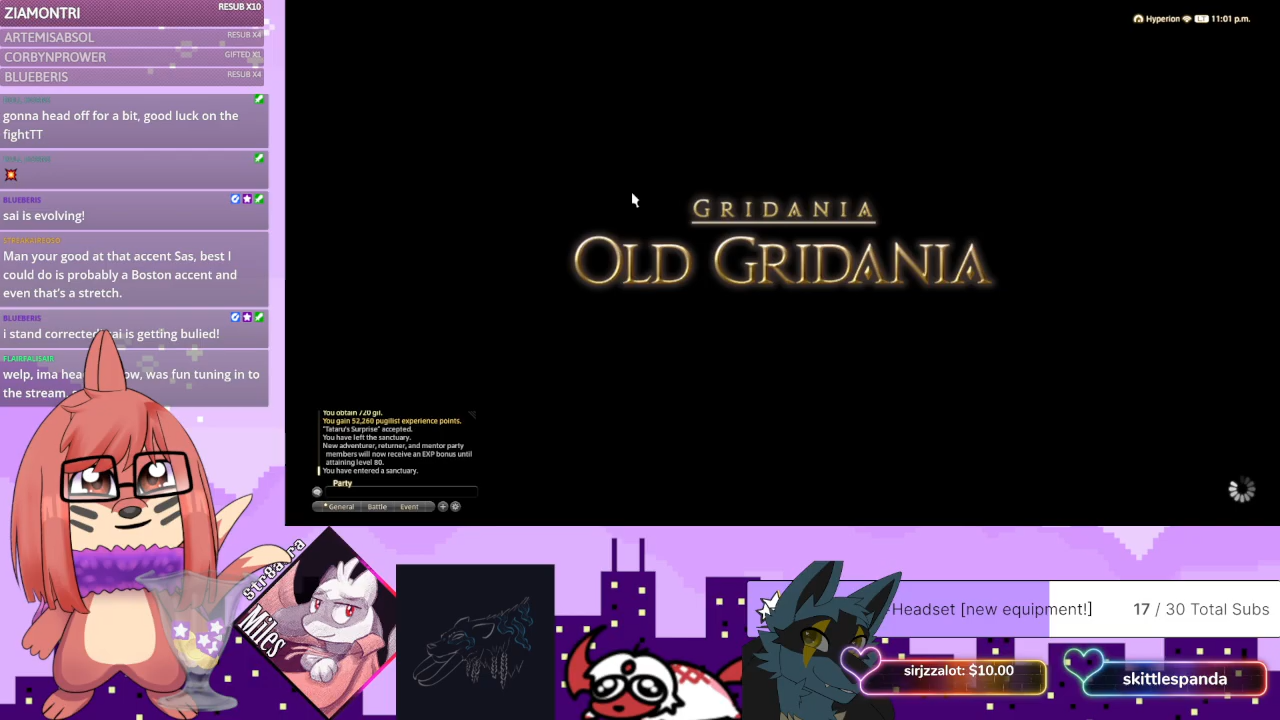 ZIAMONTRI RESUB X10
ARTEMISABSOL RESUB X4
CORBYNPROWER GIFTED X1
BLUEBERIS RESUB X4
gonna head off for a bit, good luck on the
fightTT
BLUEBERIS
sai is evolving!
Man your good at that accent Sas, best I
could do is probably a Boston accent and
even that's a stretch.
BLUEBERIS
i stand corrected, sai is getting bulied!
FLAIRFALISAIR
welp, ima hea ow, was fun tuning in to
the stream,
Hyperion LT 11:01 p.m.
GRIDANIA
OLD GRIDANIA
You obtain 720 gil.
You gain 52,260 pugilist experience points.
"Tataru's Surprise" accepted.
You have left the sanctuary.
New adventurer, returner, and mentor party
members will now receive an EXP bonus until
attaining level 80.
You have entered a sanctuary.
Party
General Battle Event
Str8a ra
Miles
-Headset [new equipment!] 17 / 30 Total Subs
sirjzzalot: $10.00
skittlespanda